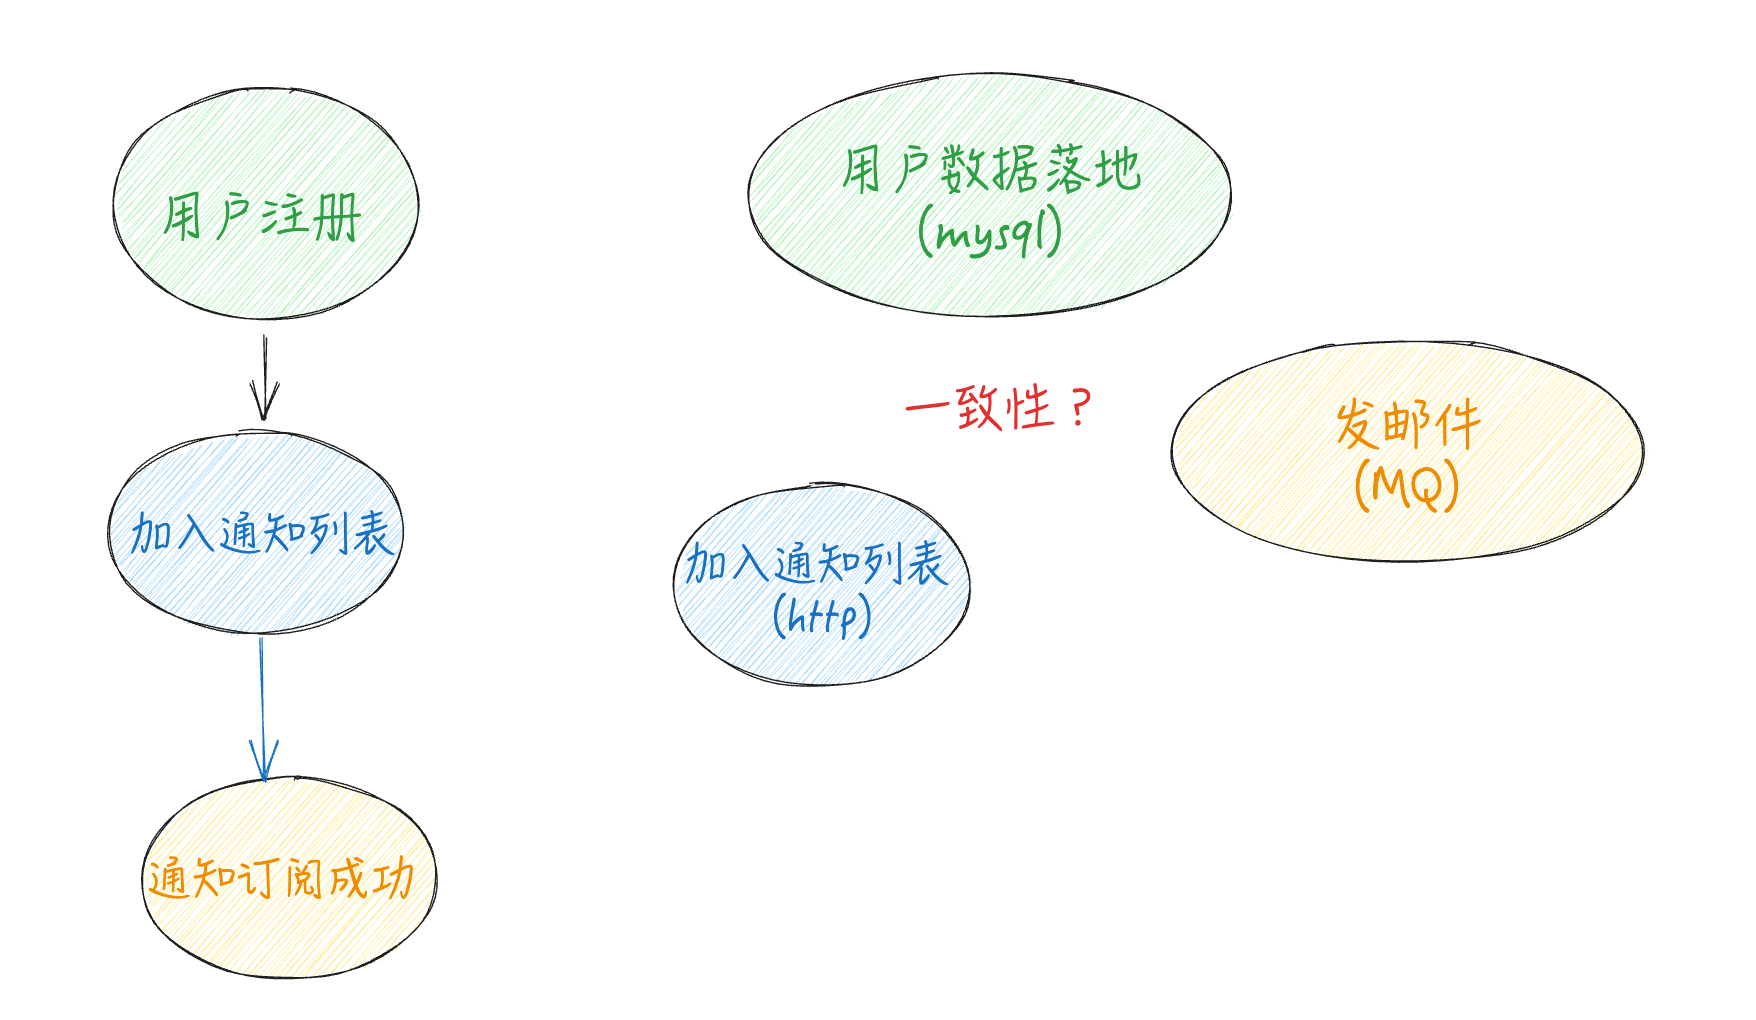 用户注册
加入通知列表
通知订阅成功
用户数据落地
(mysql)
一致性？
发邮件
(MQ)
加入通知列表
(http)